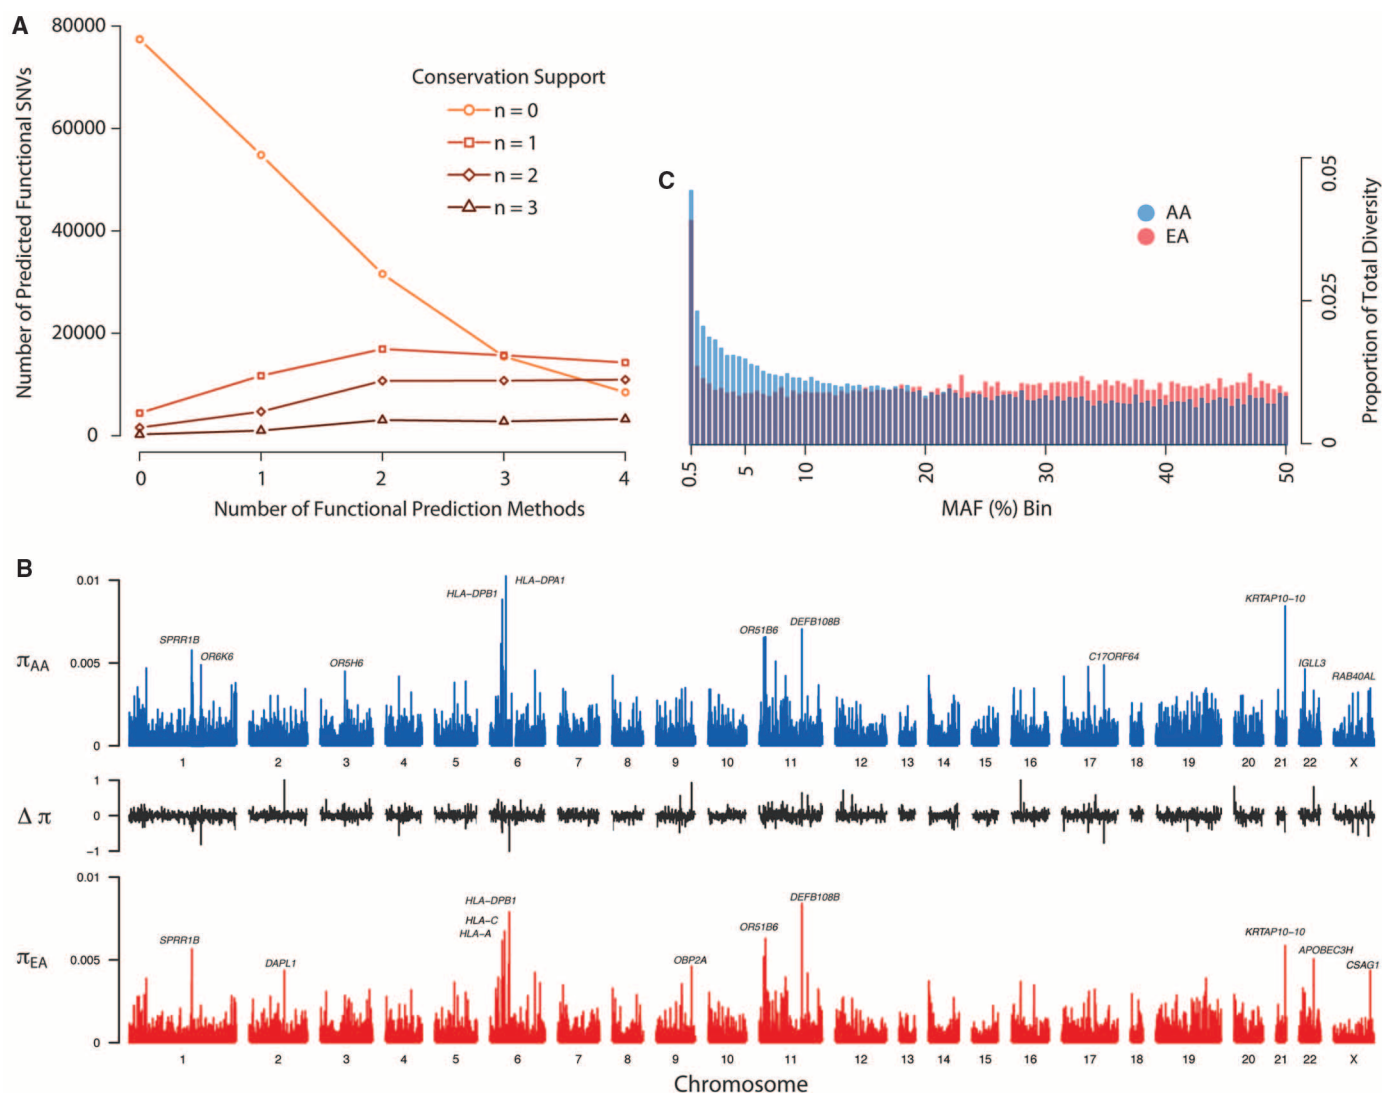 A
80000
60000
40000
20000
0
Number of Predicted Functional SNVs
Conservation Support
n = 0
n = 1
n = 2
n = 3
0 1 2 3 4
Number of Functional Prediction Methods
C
AA
EA
0.05
0.025
0
Proportion of Total Diversity
0.5 5 10 20 30 40 50
MAF (%) Bin
B
πAA
0.01
0.005
0
SPRR1B
OR6K6
OR5H6
HLA-DPB1
HLA-DPA1
OR51B6
DEFB108B
C17ORF64
KRTAP10-10
IGLL3
RAB40AL
1 2 3 4 5 6 7 8 9 10 11 12 13 14 15 16 17 18 19 20 21 22 X
Δ π
1
0
-1
πEA
0.01
0.005
0
SPRR1B
DAPL1
HLA-DPB1
HLA-C
HLA-A
OBP2A
OR51B6
DEFB108B
KRTAP10-10
APOBEC3H
CSAG1
1 2 3 4 5 6 7 8 9 10 11 12 13 14 15 16 17 18 19 20 21 22 X
Chromosome